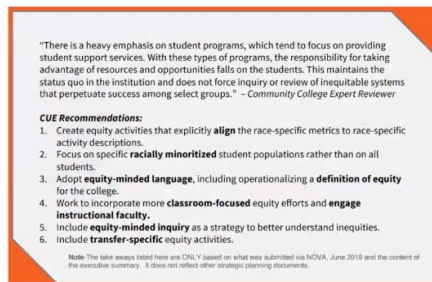 "There is a heavy emphasis on student programs, which tend to focus on providing
student support services. With these types of programs, the responsibility for taking
advantage of resources and opportunities falls on the students. This maintains the
status quo in the institution and does not force inquiry or review of inequitable systems
that perpetuate success among select groups." – Community College Expert Reviewer
CUE Recommendations:
1. Create equity activities that explicitly align the race-specific metrics to race-specific
activity descriptions.
2. Focus on specific racially minoritized student populations rather than on all
students.
3. Adopt equity-minded language, including operationalizing a definition of equity
for the college.
4. Work to incorporate more classroom-focused equity efforts and engage
instructional faculty.
5. Include equity-minded inquiry as a strategy to better understand inequities.
6. Include transfer-specific equity activities.
Note-The take aways listed here are ONLY based on what was submitted via NOVA, June 2019 and the content of
the executive summary. It does not reflect other strategic planning documents.